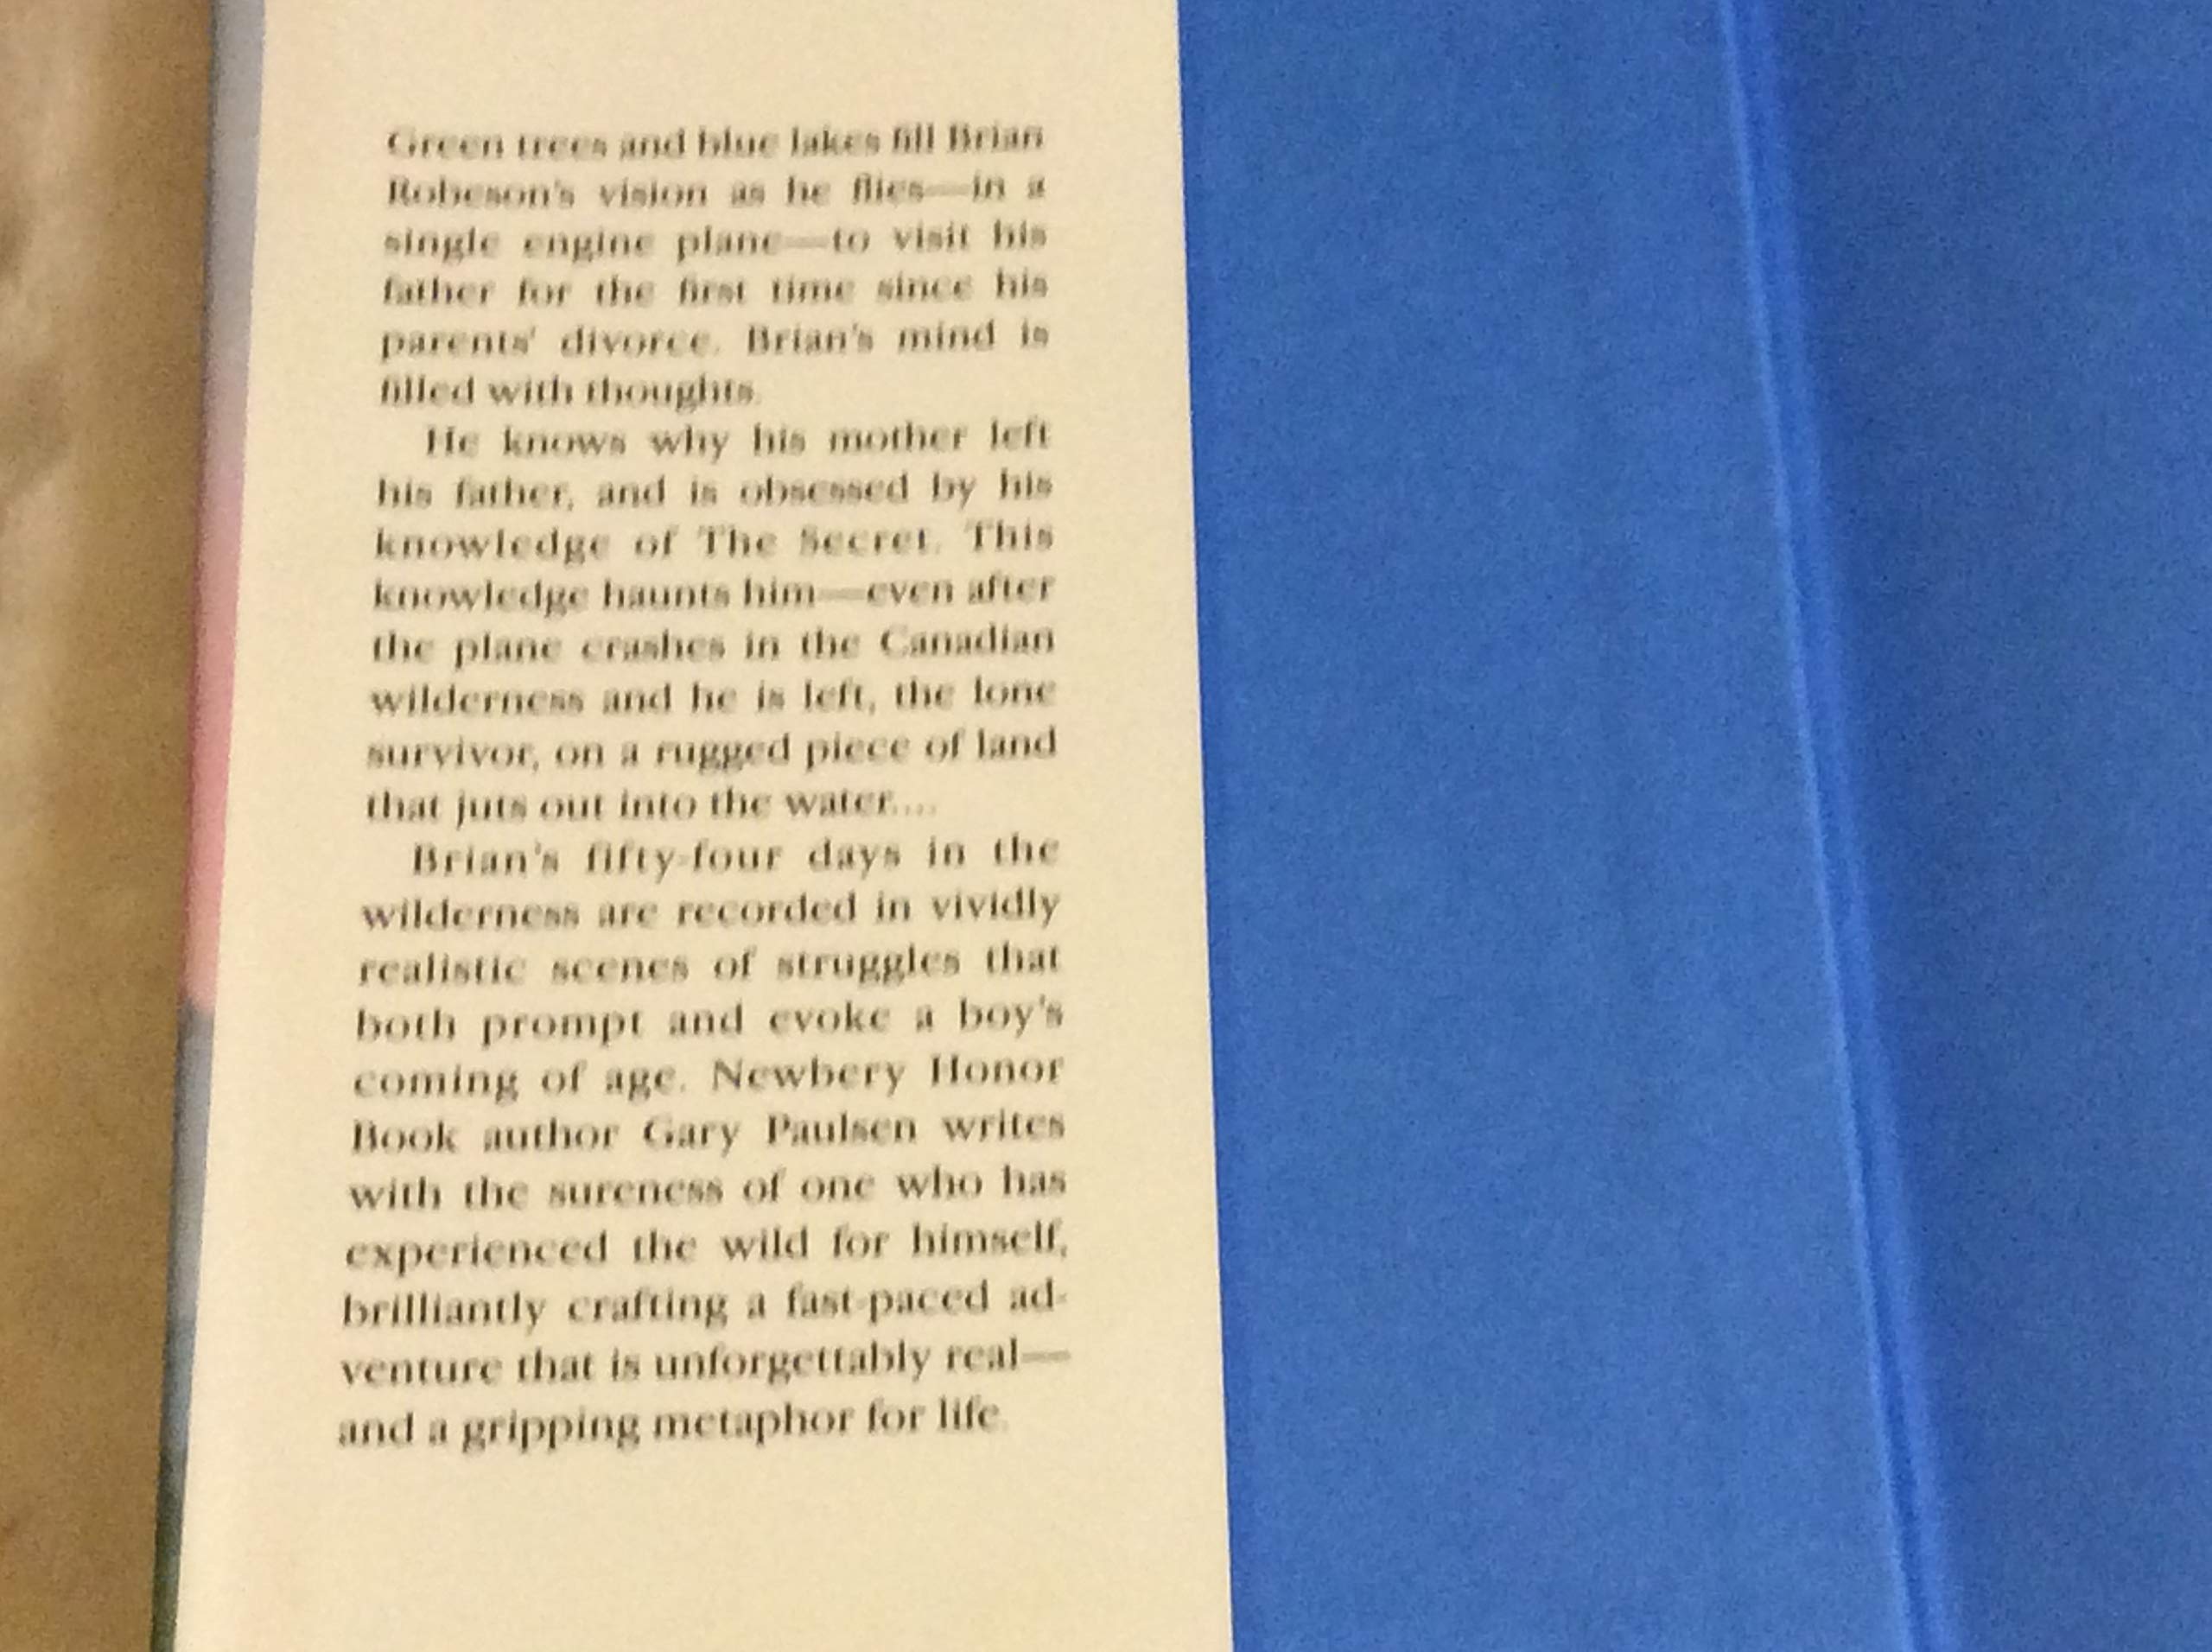 Green trees and blue lakes fill Brian
Robeson's vision as he flies—in a
single engine plane—to visit his
father for the first time since his
parents' divorce. Brian's mind is
filled with thoughts.
He knows why his mother left
his father, and is obsessed by his
knowledge of The Secret. This
knowledge haunts him—even after
the plane crashes in the Canadian
wilderness and he is left, the lone
survivor, on a rugged piece of land
that juts out into the water....
Brian's fifty-four days in the
wilderness are recorded in vividly
realistic scenes of struggles that
both prompt and evoke a boy's
coming of age. Newbery Honor
Book author Gary Paulsen writes
with the sureness of one who has
experienced the wild for himself,
brilliantly crafting a fast-paced ad-
venture that is unforgettably real—
and a gripping metaphor for life.